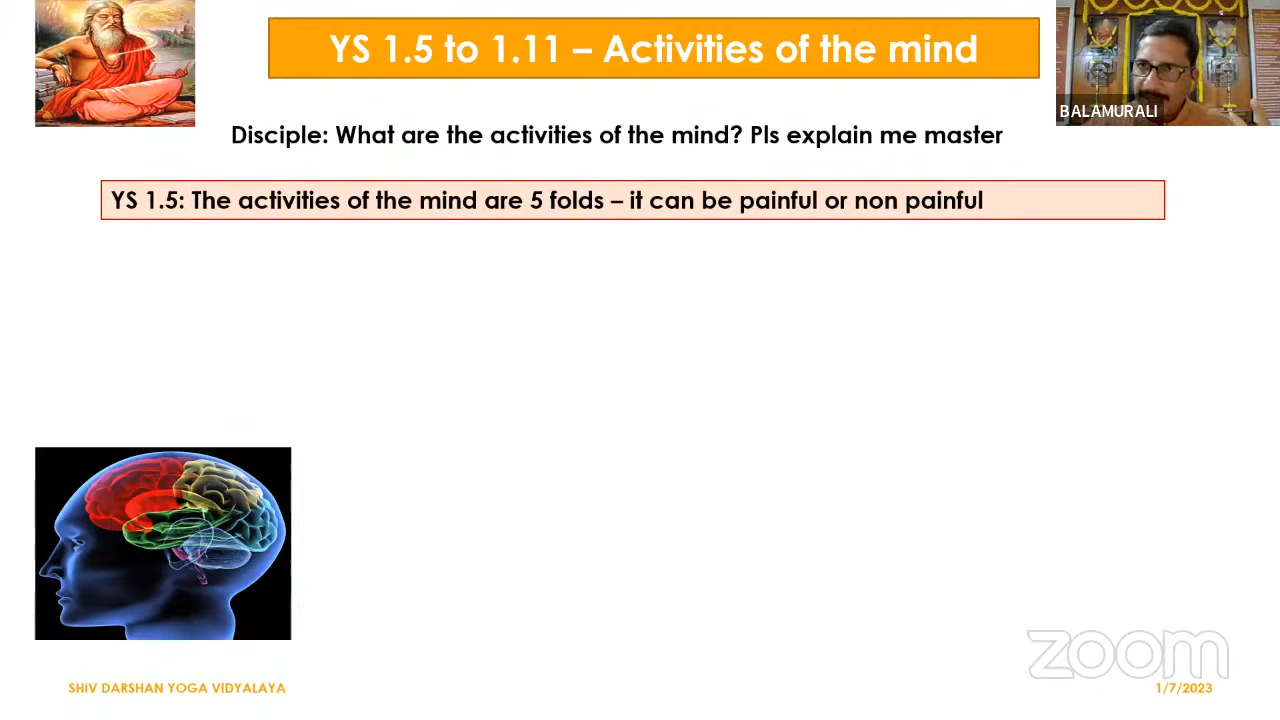 YS 1.5 to 1.11 – Activities of the mind
BALAMURALI
Disciple: What are the activities of the mind? Pls explain me master
YS 1.5: The activities of the mind are 5 folds – it can be painful or non painful
zoom
SHIV DARSHAN YOGA VIDYALAYA
1/7/2023